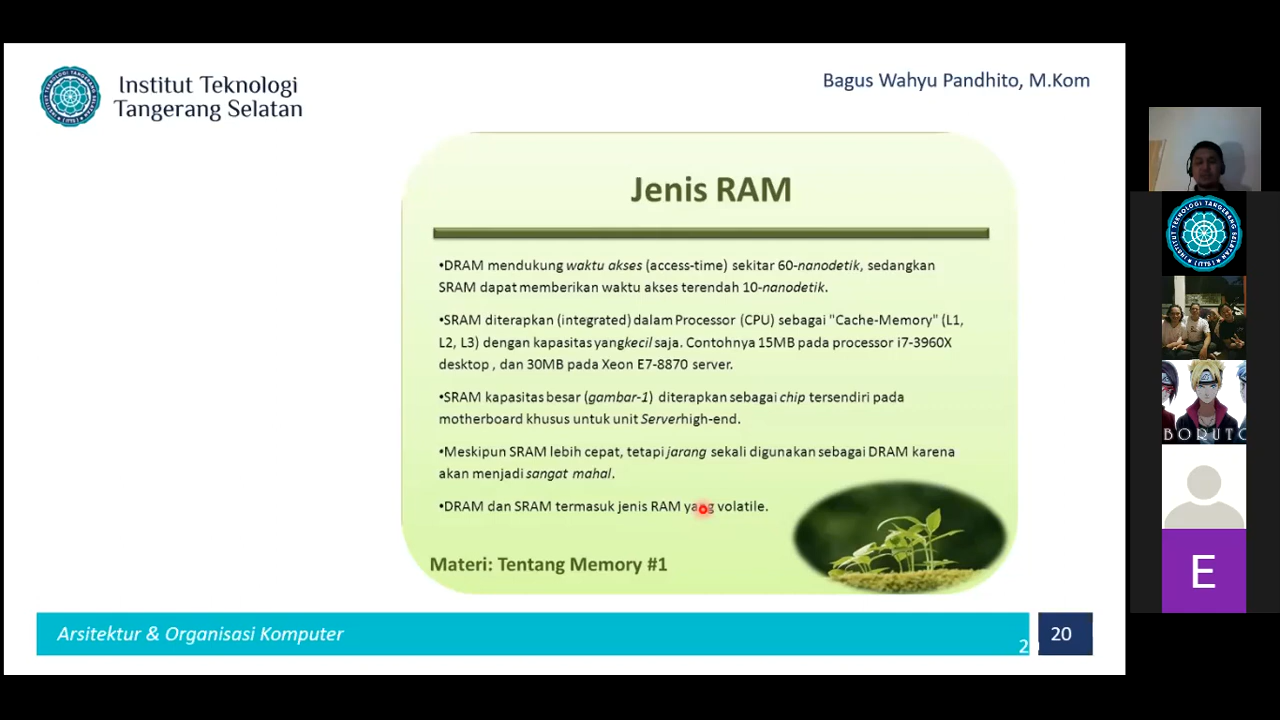 Institut Teknologi
Tangerang Selatan
Bagus Wahyu Pandhito, M.Kom
Jenis RAM
•DRAM mendukung waktu akses (access-time) sekitar 60-nanodetik, sedangkan
SRAM dapat memberikan waktu akses terendah 10-nanodetik.
•SRAM diterapkan (integrated) dalam Processor (CPU) sebagai "Cache-Memory" (L1,
L2, L3) dengan kapasitas yangkecil saja. Contohnya 15MB pada processor i7-3960X
desktop , dan 30MB pada Xeon E7-8870 server.
•SRAM kapasitas besar (gambar-1) diterapkan sebagai chip tersendiri pada
motherboard khusus untuk unit Serverhigh-end.
•Meskipun SRAM lebih cepat, tetapi jarang sekali digunakan sebagai DRAM karena
akan menjadi sangat mahal.
•DRAM dan SRAM termasuk jenis RAM yang volatile.
Materi: Tentang Memory #1
Arsitektur & Organisasi Komputer
20
BORUTO
E